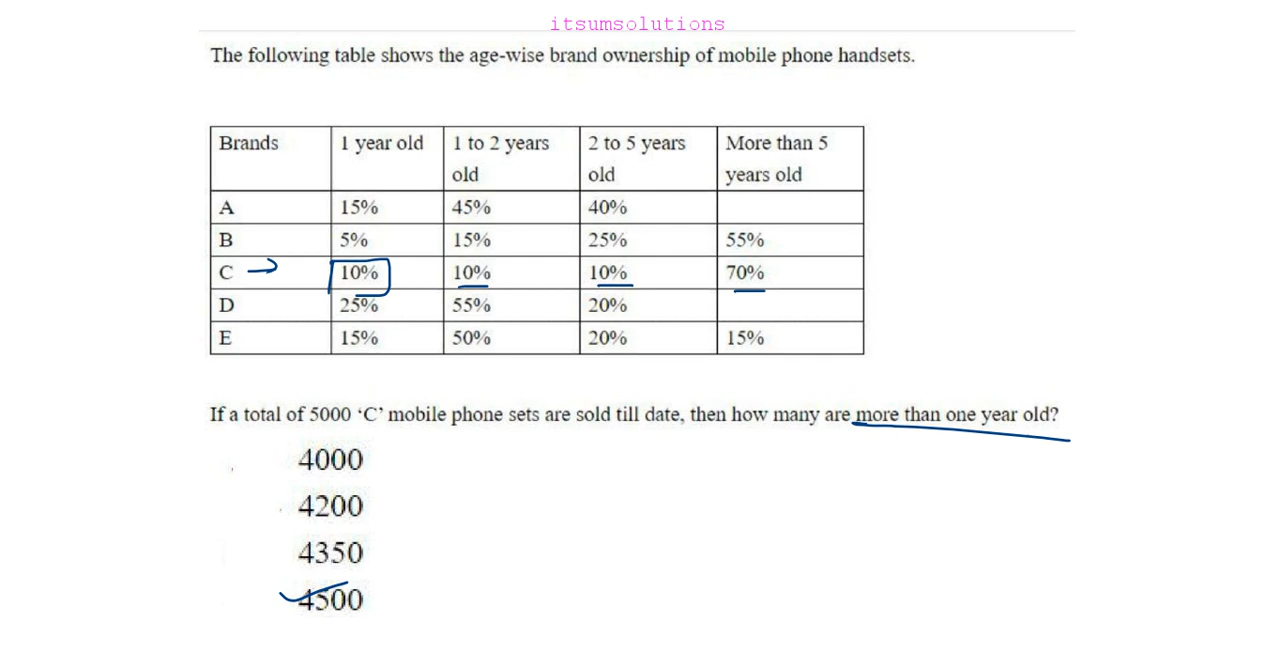 itsumsolutions
The following table shows the age-wise brand ownership of mobile phone handsets.
Brands 1 year old 1 to 2 years old 2 to 5 years old More than 5 years old
A 15% 45% 40%
B 5% 15% 25% 55%
C 10% 10% 10% 70%
D 25% 55% 20%
E 15% 50% 20% 15%
If a total of 5000 ‘C’ mobile phone sets are sold till date, then how many are more than one year old?
4000
4200
4350
4500